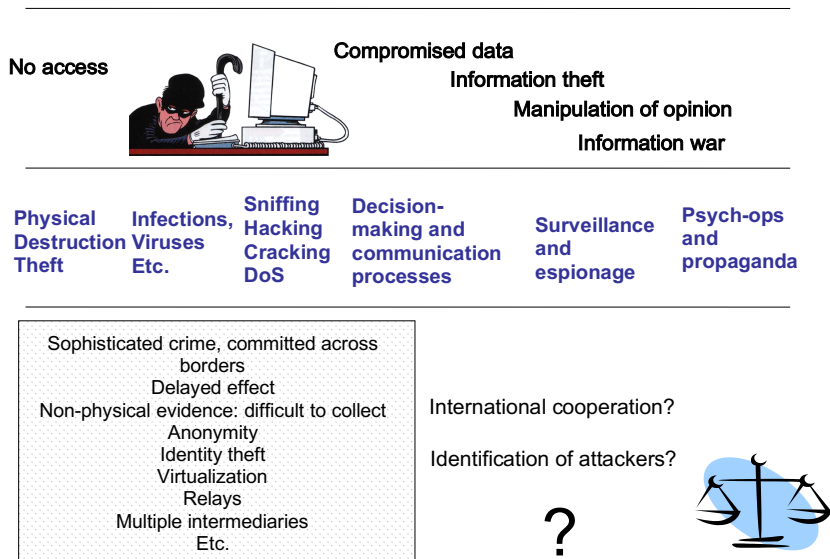 No access
Compromised data
Information theft
Manipulation of opinion
Information war
Physical
Destruction
Theft
Infections,
Viruses
Etc.
Sniffing
Hacking
Cracking
DoS
Decision-
making and
communication
processes
Surveillance
and
espionage
Psych-ops
and
propaganda
Sophisticated crime, committed across
borders
Delayed effect
Non-physical evidence: difficult to collect
Anonymity
Identity theft
Virtualization
Relays
Multiple intermediaries
Etc.
International cooperation?
Identification of attackers?
?